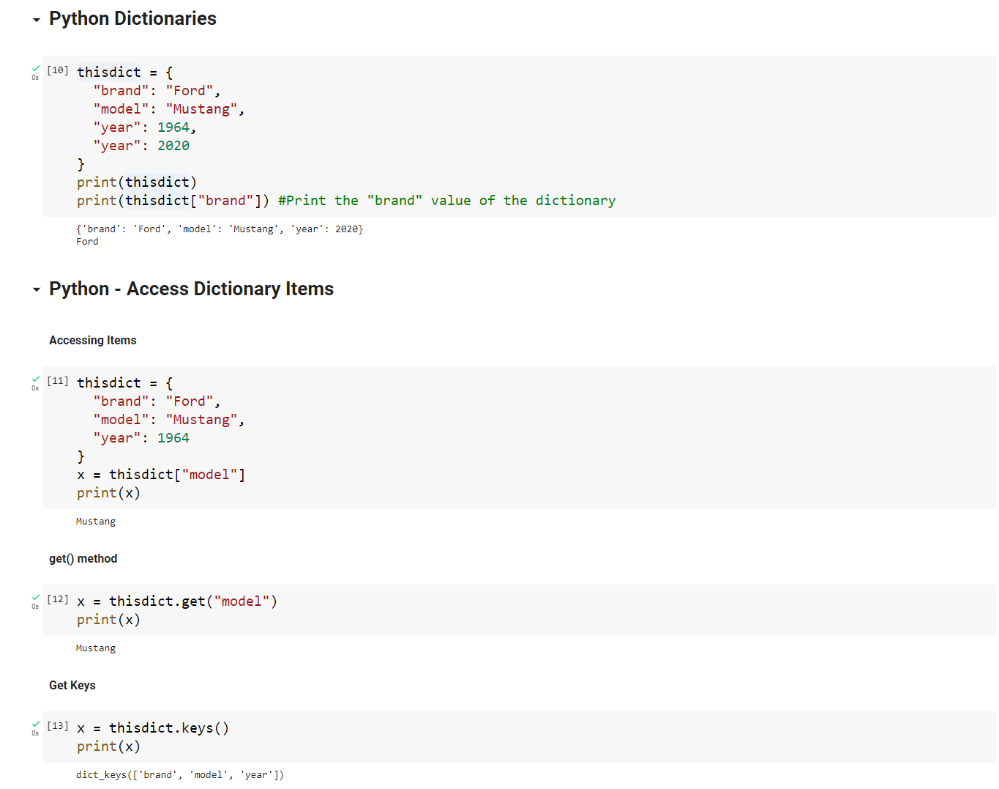 Python Dictionaries
[10] thisdict = {
0s
  "brand": "Ford",
  "model": "Mustang",
  "year": 1964,
  "year": 2020
}
print(thisdict)
print(thisdict["brand"]) #Print the "brand" value of the dictionary
{'brand': 'Ford', 'model': 'Mustang', 'year': 2020}
Ford
Python - Access Dictionary Items
Accessing Items
[11] thisdict = {
0s
  "brand": "Ford",
  "model": "Mustang",
  "year": 1964
}
x = thisdict["model"]
print(x)
Mustang
get() method
[12] x = thisdict.get("model")
0s
print(x)
Mustang
Get Keys
[13] x = thisdict.keys()
0s
print(x)
dict_keys(['brand', 'model', 'year'])